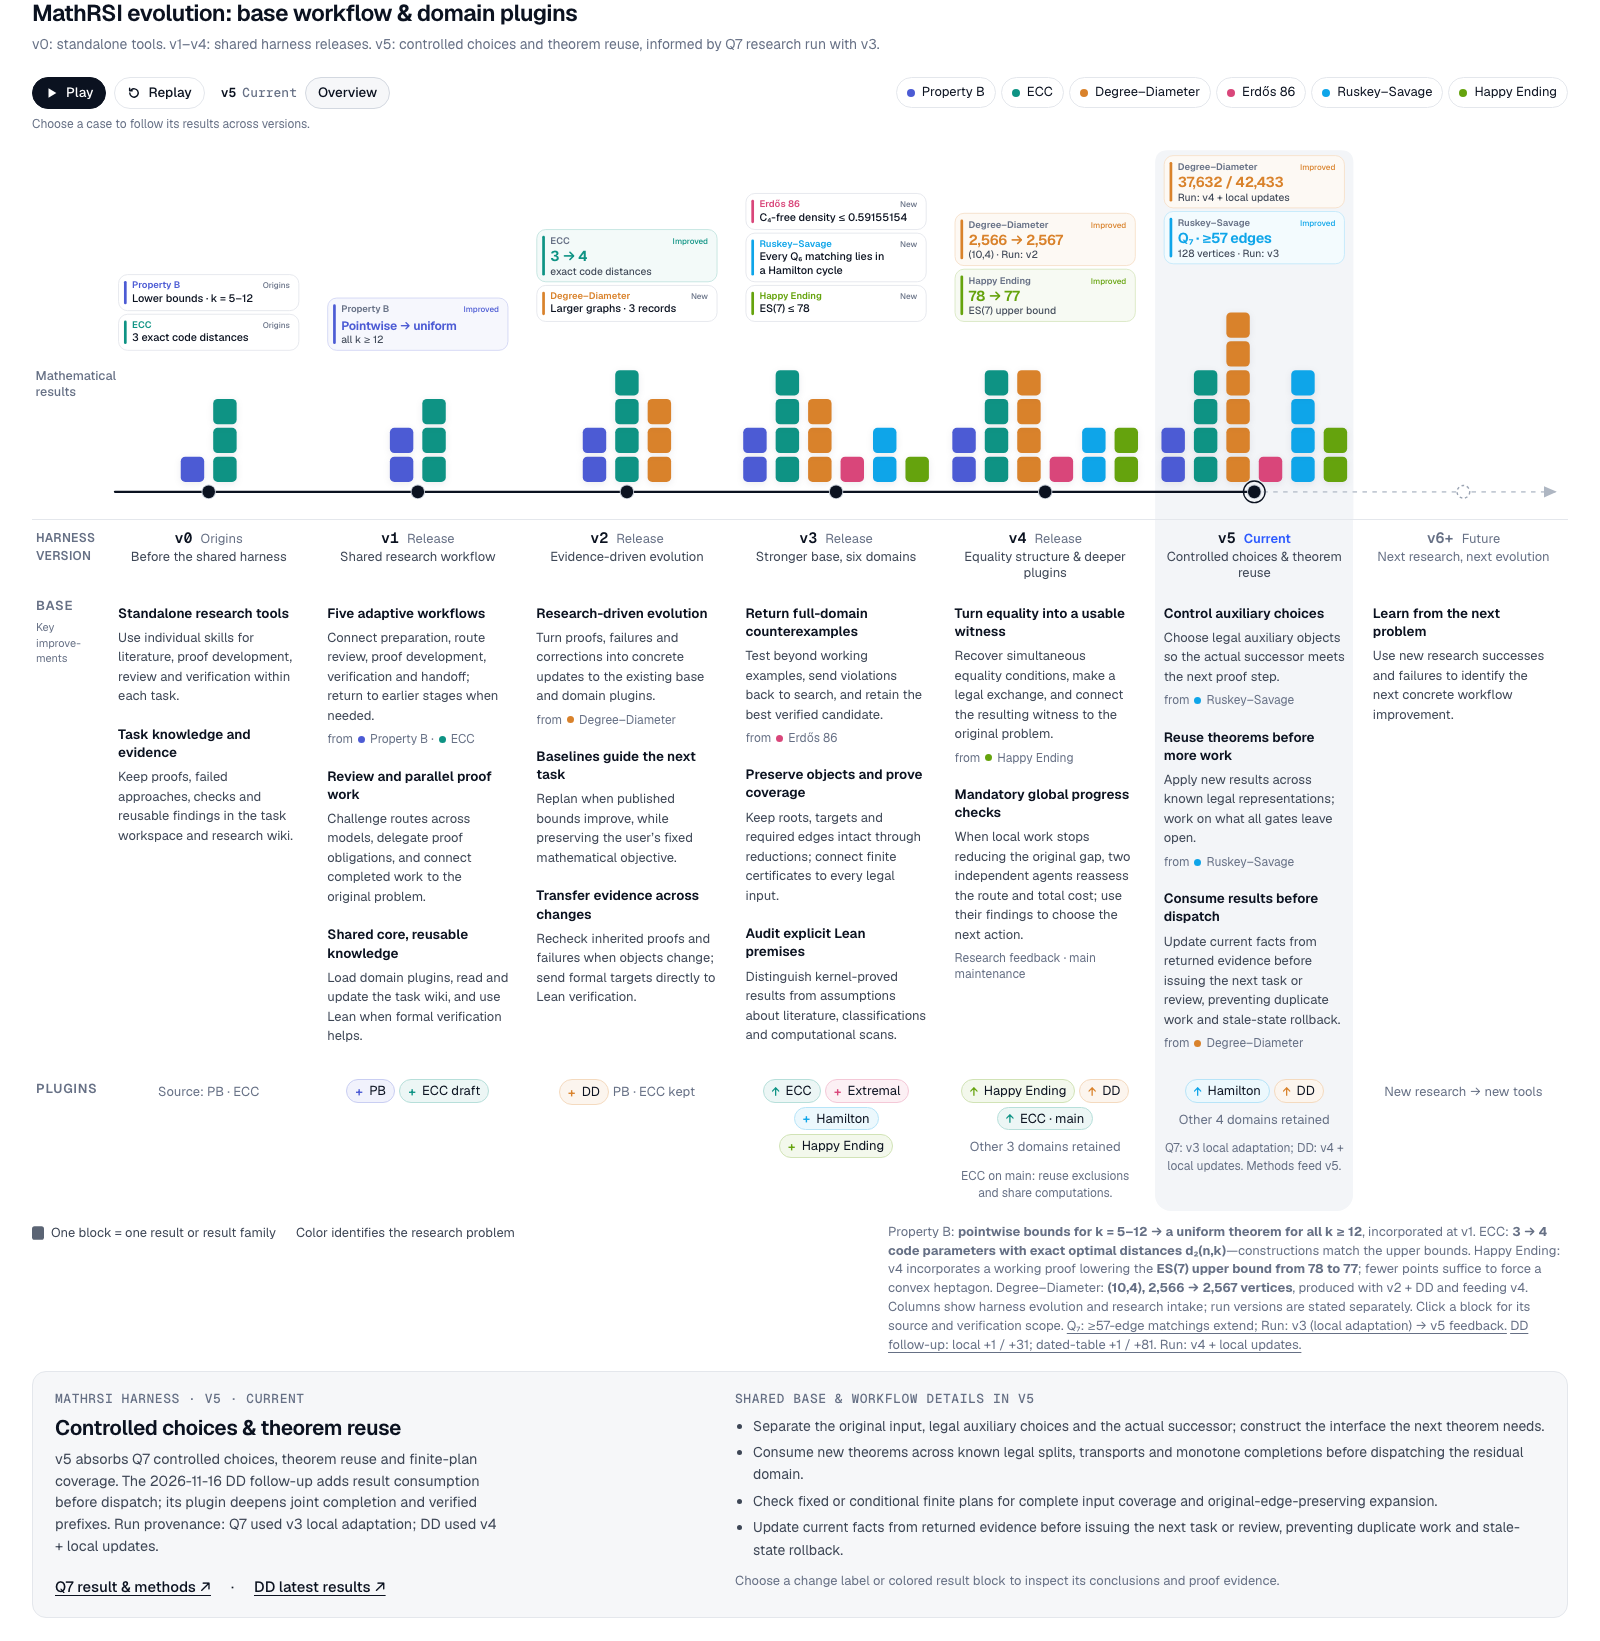 MathRSI evolution: base workflow & domain plugins
v0: standalone tools. v1–v4: shared harness releases. v5: controlled choices and theorem reuse, informed by Q7 research run with v3.
Play
Replay
v5 Current
Overview
Property B
ECC
Degree–Diameter
Erdős 86
Ruskey–Savage
Happy Ending
Choose a case to follow its results across versions.
Property B Origins
Lower bounds · k = 5–12
ECC Origins
3 exact code distances
Property B Improved
Pointwise → uniform
all k ≥ 12
ECC Improved
3 → 4
exact code distances
Degree–Diameter New
Larger graphs · 3 records
Erdős 86 New
C₄-free density ≤ 0.59155154
Ruskey–Savage New
Every Q₆ matching lies in
a Hamilton cycle
Happy Ending New
ES(7) ≤ 78
Degree–Diameter Improved
2,566 → 2,567
(10,4) · Run: v2
Happy Ending Improved
78 → 77
ES(7) upper bound
Degree–Diameter Improved
37,632 / 42,433
Run: v4 + local updates
Ruskey–Savage Improved
Q₇ · ≥57 edges
128 vertices · Run: v3
Mathematical
results
HARNESS
VERSION
v0 Origins
Before the shared harness
v1 Release
Shared research workflow
v2 Release
Evidence-driven evolution
v3 Release
Stronger base, six domains
v4 Release
Equality structure & deeper
plugins
v5 Current
Controlled choices & theorem
reuse
v6+ Future
Next research, next evolution
BASE
Key
improve-
ments
Standalone research tools
Use individual skills for
literature, proof development,
review and verification within
each task.
Task knowledge and
evidence
Keep proofs, failed
approaches, checks and
reusable findings in the task
workspace and research wiki.
Five adaptive workflows
Connect preparation, route
review, proof development,
verification and handoff;
return to earlier stages when
needed.
from Property B · ECC
Review and parallel proof
work
Challenge routes across
models, delegate proof
obligations, and connect
completed work to the
original problem.
Shared core, reusable
knowledge
Load domain plugins, read and
update the task wiki, and use
Lean when formal verification
helps.
Research-driven evolution
Turn proofs, failures and
corrections into concrete
updates to the existing base
and domain plugins.
from Degree–Diameter
Baselines guide the next
task
Replan when published
bounds improve, while
preserving the user's fixed
mathematical objective.
Transfer evidence across
changes
Recheck inherited proofs and
failures when objects change;
send formal targets directly to
Lean verification.
Return full-domain
counterexamples
Test beyond working
examples, send violations
back to search, and retain the
best verified candidate.
from Erdős 86
Preserve objects and prove
coverage
Keep roots, targets and
required edges intact through
reductions; connect finite
certificates to every legal
input.
Audit explicit Lean
premises
Distinguish kernel-proved
results from assumptions
about literature, classifications
and computational scans.
Turn equality into a usable
witness
Recover simultaneous
equality conditions, make a
legal exchange, and connect
the resulting witness to the
original problem.
from Happy Ending
Mandatory global progress
checks
When local work stops
reducing the original gap, two
independent agents reassess
the route and total cost; use
their findings to choose the
next action.
Research feedback · main
maintenance
Control auxiliary choices
Choose legal auxiliary objects
so the actual successor meets
the next proof step.
from Ruskey–Savage
Reuse theorems before
more work
Apply new results across
known legal representations;
work on what all gates leave
open.
from Ruskey–Savage
Consume results before
dispatch
Update current facts from
returned evidence before
issuing the next task or
review, preventing duplicate
work and stale-state rollback.
from Degree–Diameter
Learn from the next
problem
Use new research successes
and failures to identify the
next concrete workflow
improvement.
PLUGINS
Source: PB · ECC
+ PB + ECC draft
+ DD PB · ECC kept
↑ ECC + Extremal
+ Hamilton
+ Happy Ending
↑ Happy Ending ↑ DD
↑ ECC · main
Other 3 domains retained
ECC on main: reuse exclusions
and share computations.
↑ Hamilton ↑ DD
Other 4 domains retained
Q7: v3 local adaptation; DD: v4 +
local updates. Methods feed v5.
New research → new tools
One block = one result or result family Color identifies the research problem
Property B: pointwise bounds for k = 5–12 → a uniform theorem for all k ≥ 12, incorporated at v1. ECC: 3 → 4
code parameters with exact optimal distances d₂(n,k)—constructions match the upper bounds. Happy Ending:
v4 incorporates a working proof lowering the ES(7) upper bound from 78 to 77; fewer points suffice to force a
convex heptagon. Degree–Diameter: (10,4), 2,566 → 2,567 vertices, produced with v2 + DD and feeding v4.
Columns show harness evolution and research intake; run versions are stated separately. Click a block for its
source and verification scope. Q₇: ≥57-edge matchings extend; Run: v3 (local adaptation) → v5 feedback. DD
follow-up: local +1 / +31; dated-table +1 / +81. Run: v4 + local updates.
MATHRSI HARNESS · V5 · CURRENT
Controlled choices & theorem reuse
v5 absorbs Q7 controlled choices, theorem reuse and finite-plan
coverage. The 2026-11-16 DD follow-up adds result consumption
before dispatch; its plugin deepens joint completion and verified
prefixes. Run provenance: Q7 used v3 local adaptation; DD used v4
+ local updates.
Q7 result & methods ↗ · DD latest results ↗
SHARED BASE & WORKFLOW DETAILS IN V5
• Separate the original input, legal auxiliary choices and the actual successor; construct the interface the next theorem needs.
• Consume new theorems across known legal splits, transports and monotone completions before dispatching the residual
domain.
• Check fixed or conditional finite plans for complete input coverage and original-edge-preserving expansion.
• Update current facts from returned evidence before issuing the next task or review, preventing duplicate work and stale-
state rollback.
Choose a change label or colored result block to inspect its conclusions and proof evidence.